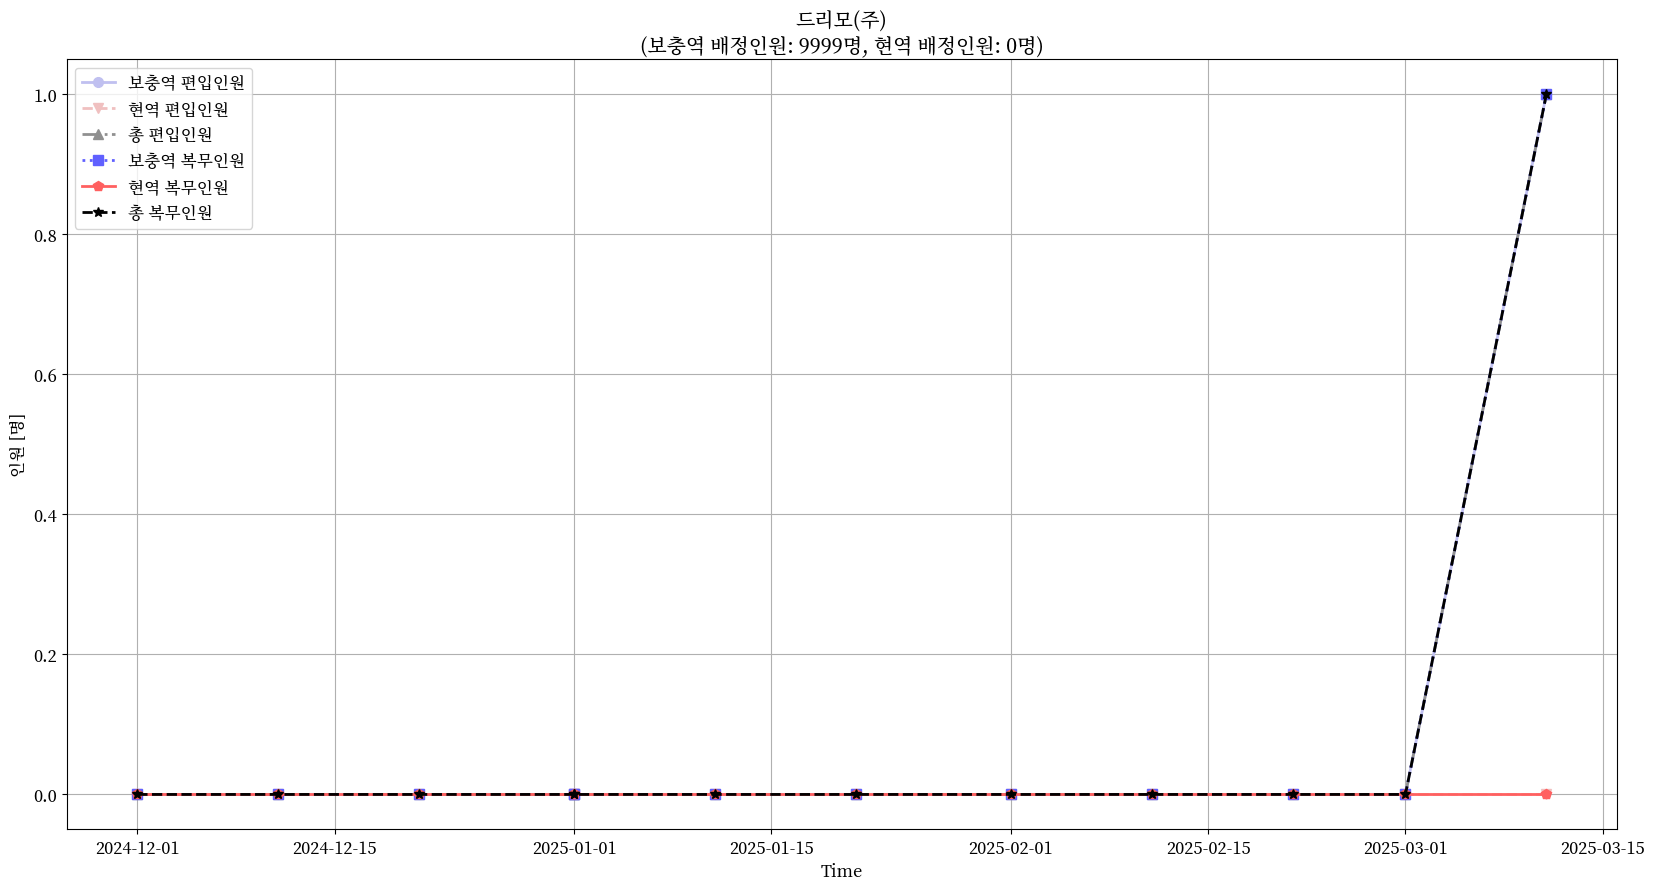 드리모(주)
(보충역 배정인원: 9999명, 현역 배정인원: 0명)
보충역 편입인원
현역 편입인원
총 편입인원
보충역 복무인원
현역 복무인원
총 복무인원
1.0
0.8
0.6
0.4
0.2
0.0
인원 [명]
2024-12-01 2024-12-15 2025-01-01 2025-01-15 2025-02-01 2025-02-15 2025-03-01 2025-03-15
Time